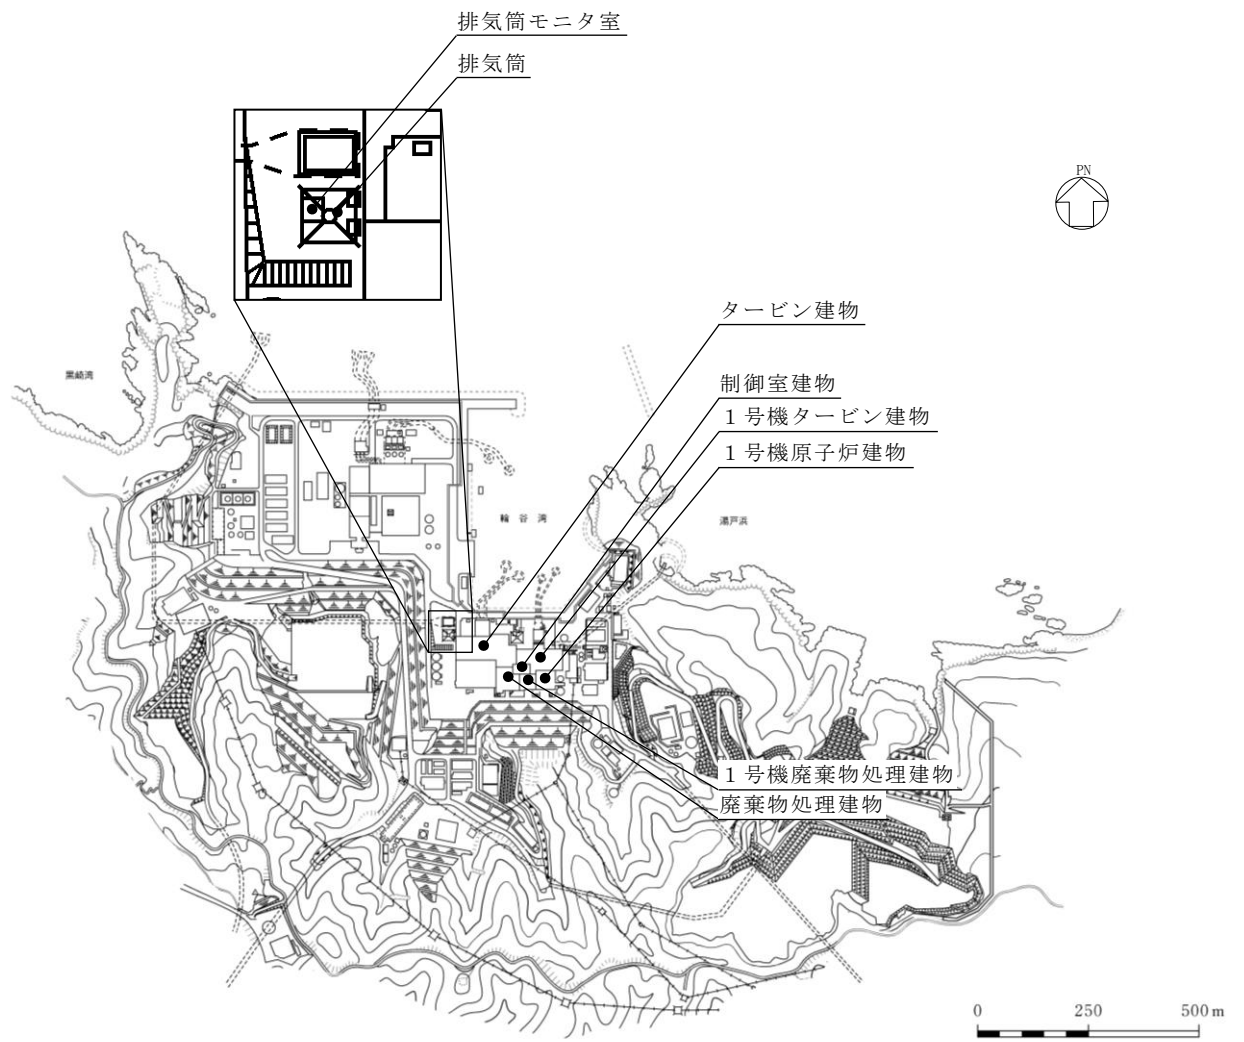 排気筒モニタ室
排気筒
PN
タービン建物
黒崎湾
制御室建物
１号機タービン建物
１号機原子炉建物
輪谷湾
湯戸浜
１号機廃棄物処理建物
廃棄物処理建物
0 250 500m